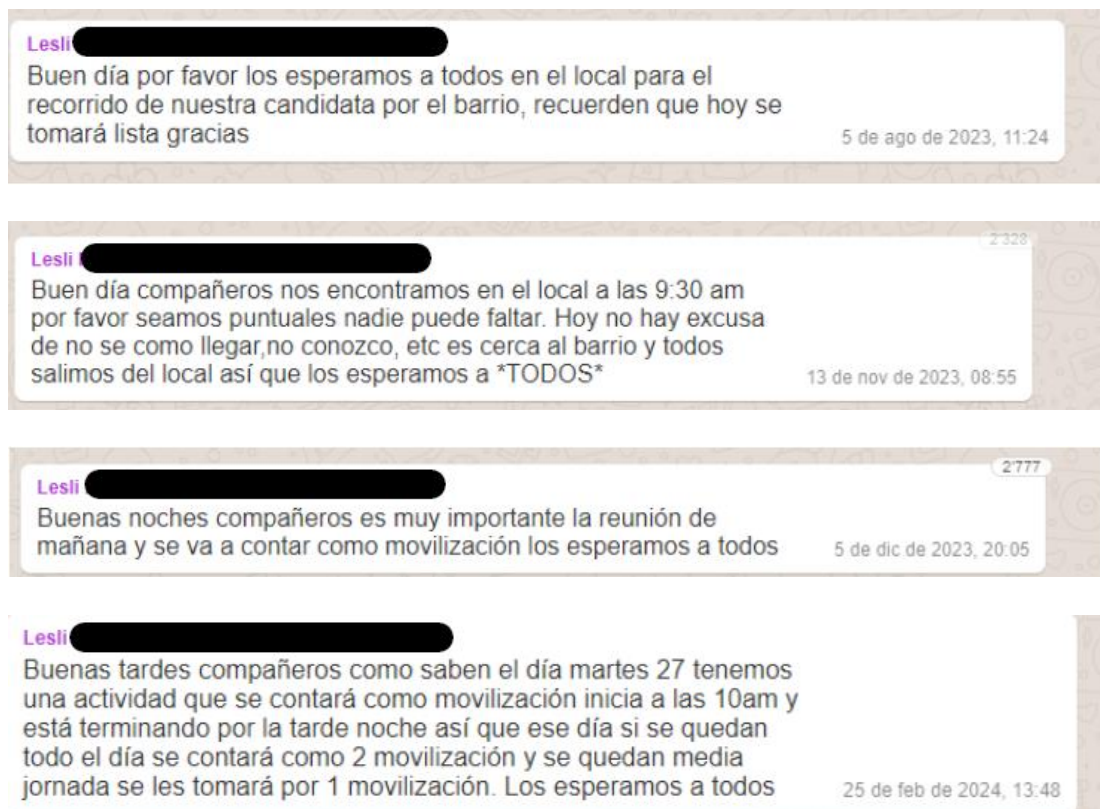 Lesli
Buen día por favor los esperamos a todos en el local para el
recorrido de nuestra candidata por el barrio, recuerden que hoy se
tomará lista gracias
5 de ago de 2023, 11:24
2'328
Lesli
Buen día compañeros nos encontramos en el local a las 9:30 am
por favor seamos puntuales nadie puede faltar. Hoy no hay excusa
de no se como llegar,no conozco, etc es cerca al barrio y todos
salimos del local así que los esperamos a *TODOS*
13 de nov de 2023, 08:55
2'777
Lesli
Buenas noches compañeros es muy importante la reunión de
mañana y se va a contar como movilización los esperamos a todos
5 de dic de 2023, 20:05
Lesli
Buenas tardes compañeros como saben el día martes 27 tenemos
una actividad que se contará como movilización inicia a las 10am y
está terminando por la tarde noche así que ese día si se quedan
todo el día se contará como 2 movilización y se quedan media
jornada se les tomará por 1 movilización. Los esperamos a todos
25 de feb de 2024, 13:48